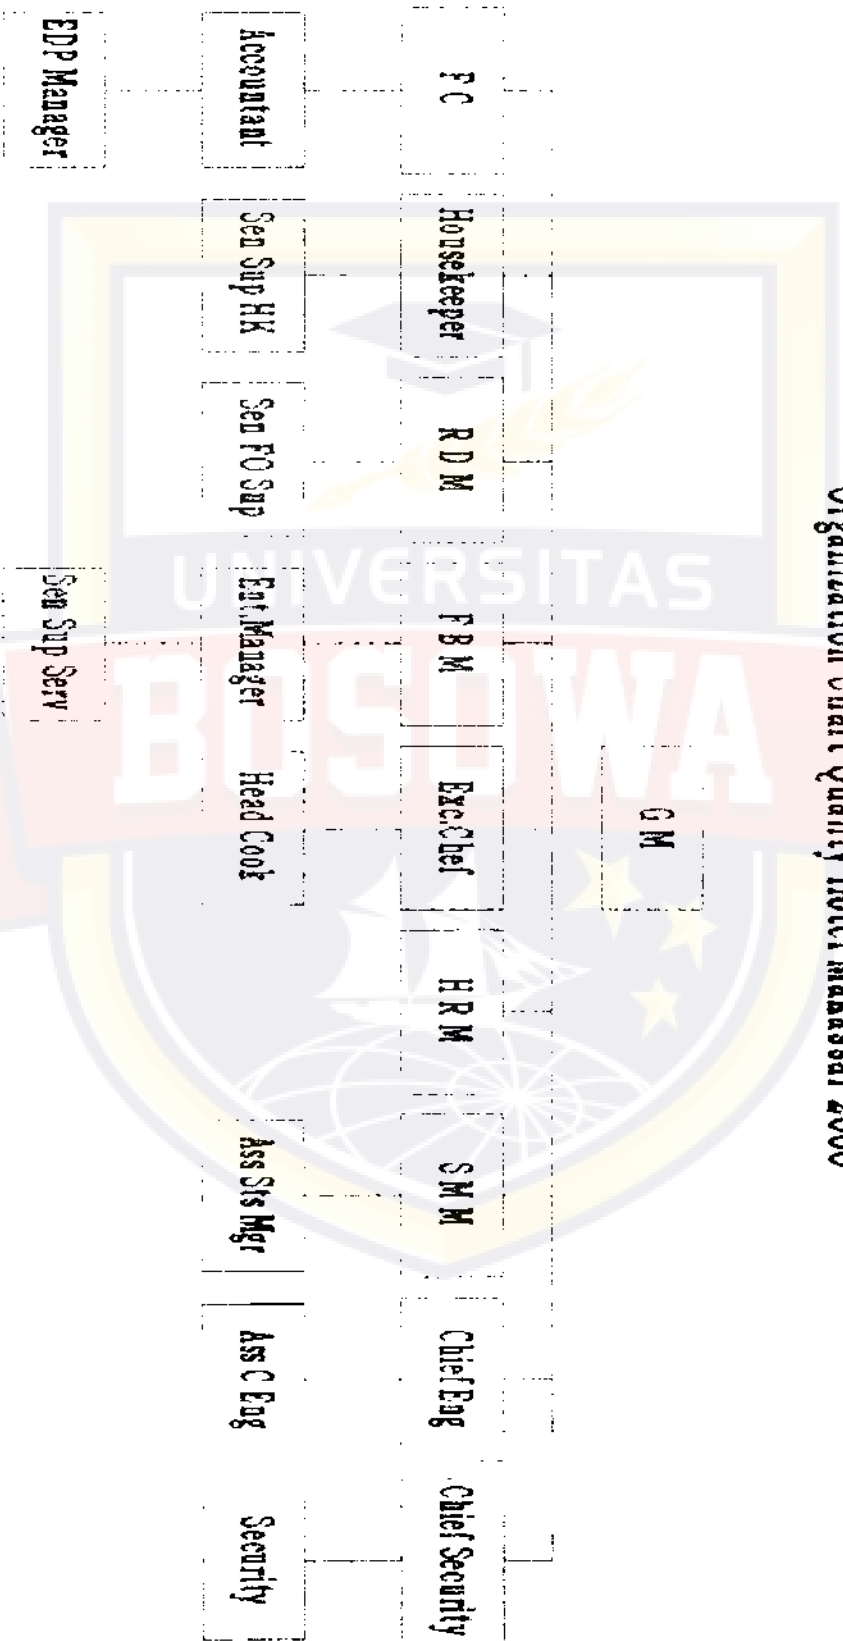 Organization Chart Quality Hotel Makassar 2000
G M
F C
Housekeeper
R D M
F B M
Exc.Chef
H R M
S M M
Chief Eng
Chief Security
Accountant
Sen Sup HK
Sen FO Sup
Ent.Manager
Head Cook
Ass Sls Mgr
Ass C Eng
Security
EDP Manager
Sen Sup Serv
UNIVERSITAS
BOSOWA